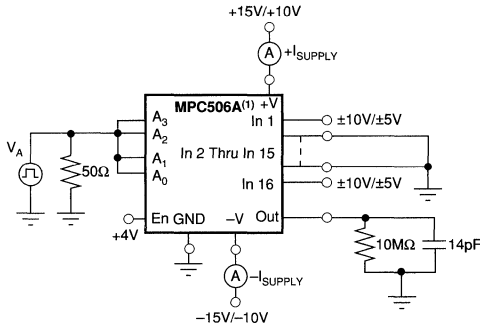 +15V/+10V
A +I_SUPPLY
MPC506A(1) +V
A3
A2
A1
A0
In 1 ±10V/±5V
In 2 Thru In 15
In 16 ±10V/±5V
VA
50Ω
En GND –V Out
+4V
A –I_SUPPLY
10MΩ 14pF
–15V/–10V